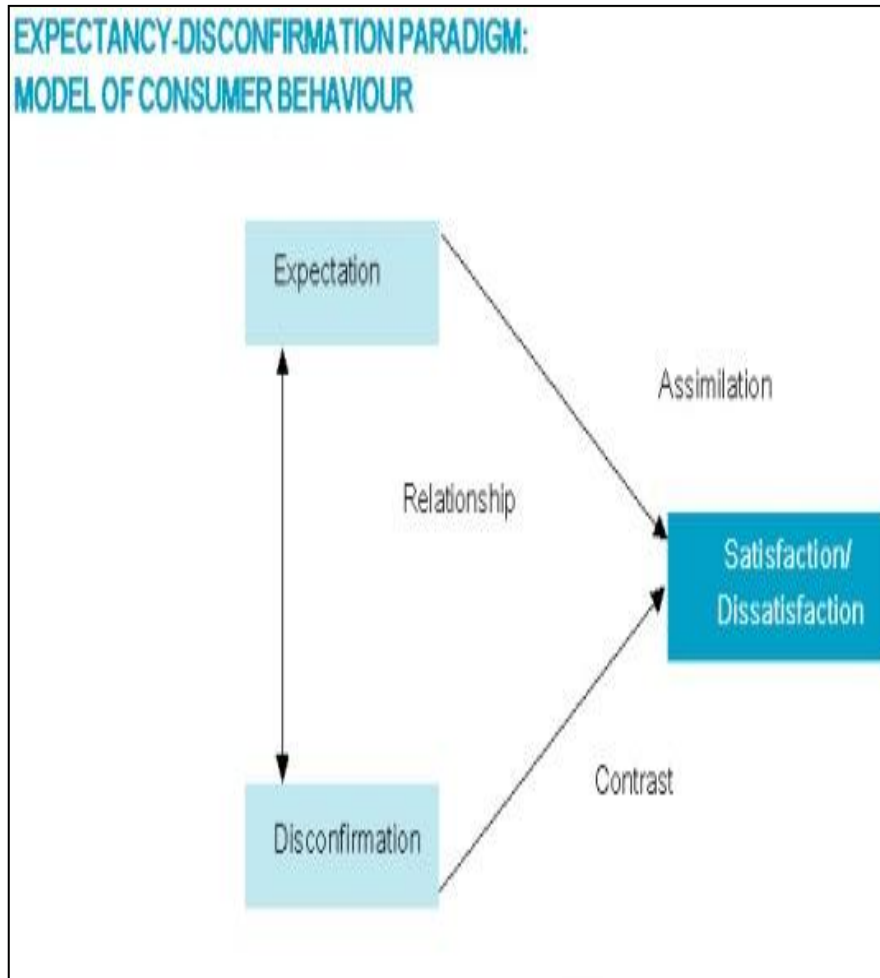 EXPECTANCY-DISCONFIRMATION PARADIGM:
MODEL OF CONSUMER BEHAVIOUR
Expectation
Assimilation
Relationship
Satisfaction/
Dissatisfaction
Contrast
Disconfirmation